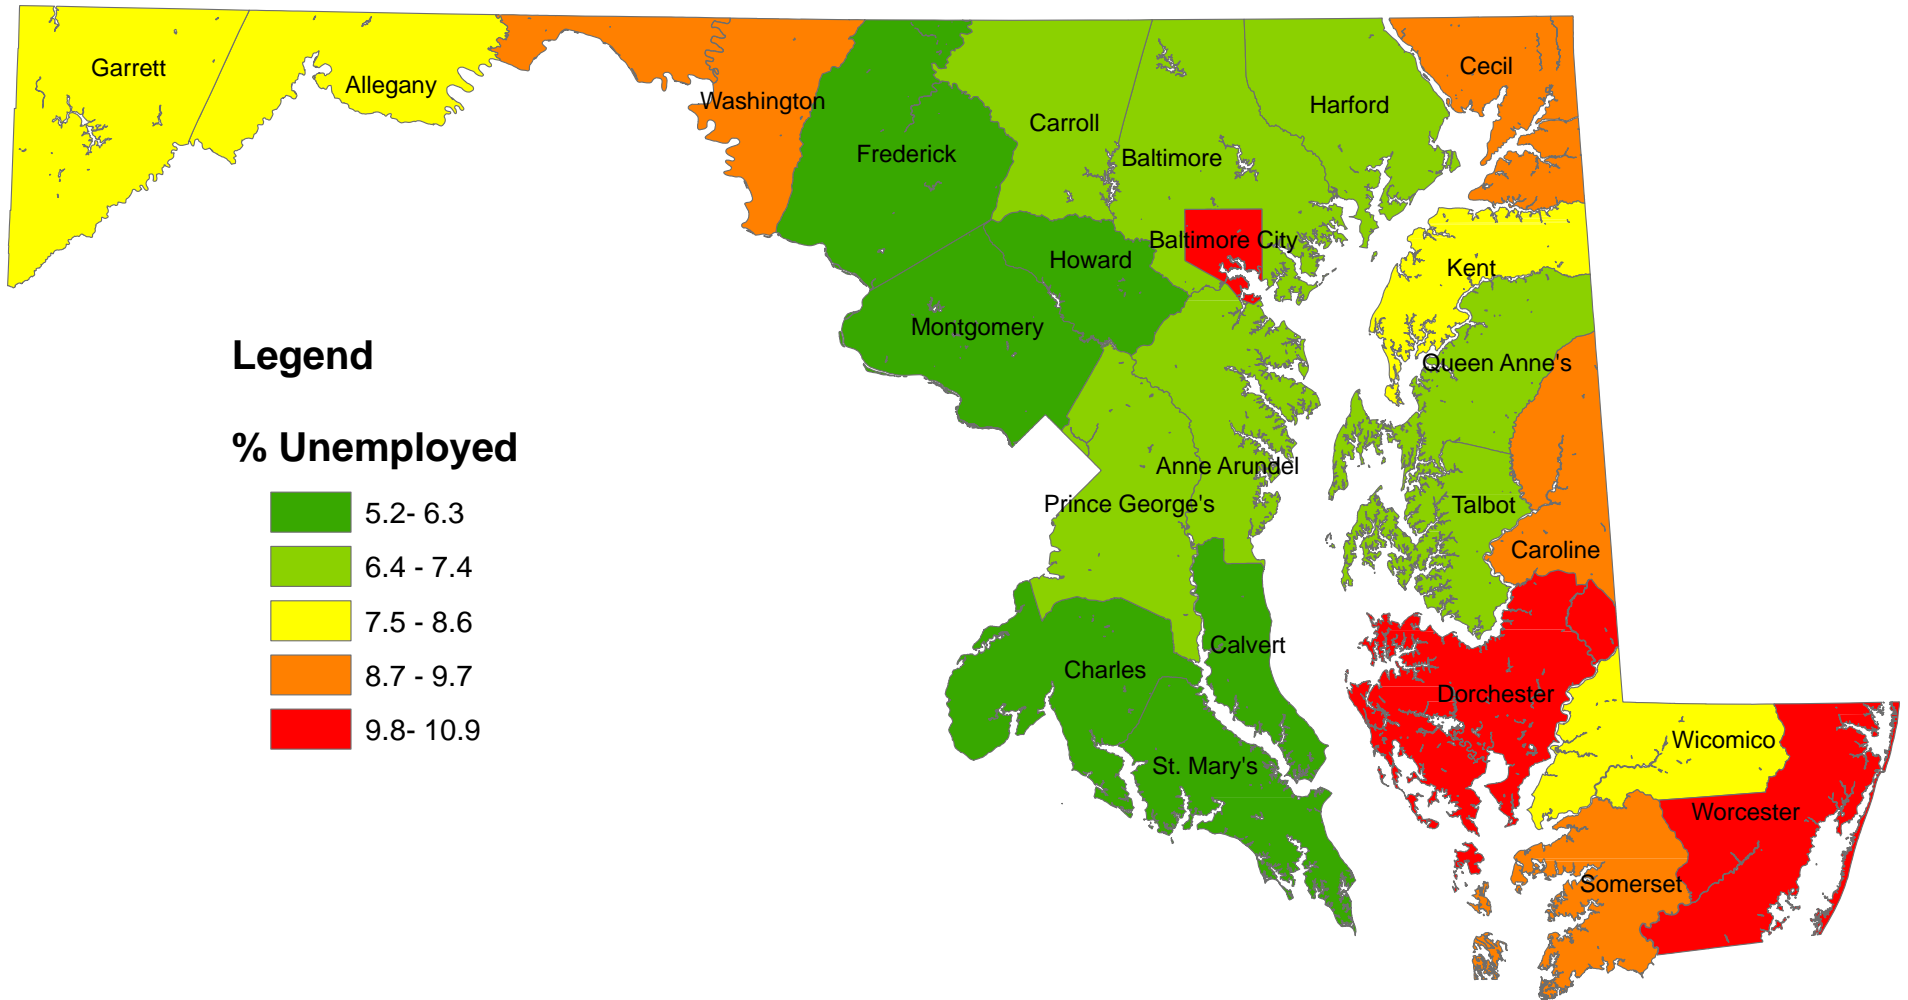 Garrett
Allegany
Washington
Frederick
Carroll
Baltimore
Harford
Cecil
Baltimore City
Howard
Kent
Montgomery
Queen Anne's
Anne Arundel
Prince George's
Talbot
Caroline
Calvert
Charles
Dorchester
St. Mary's
Wicomico
Worcester
Somerset
Legend
% Unemployed
5.2- 6.3
6.4 - 7.4
7.5 - 8.6
8.7 - 9.7
9.8- 10.9